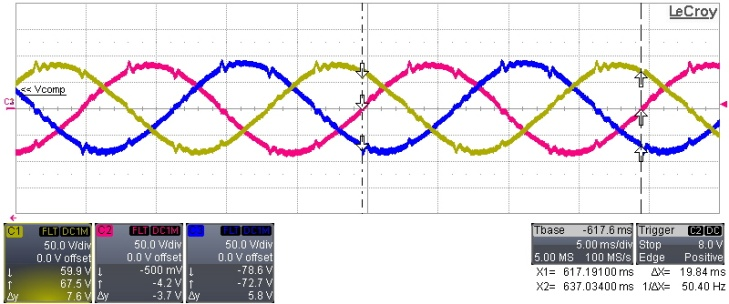 LeCroy
<< Vcomp
C3
C1 FLT DC1M
50.0 V/div
0.0 V offset
↓ 59.9 V
↑ 67.5 V
Δy 7.6 V
C2 FLT DC1M
50.0 V/div
0.0 V offset
↓ -500 mV
↑ -4.2 V
Δy -3.7 V
FLT DC1M
50.0 V/div
0.0 V offset
↓ -78.6 V
↑ -72.7 V
Δy 5.8 V
Tbase -617.6 ms
5.00 ms/div
5.00 MS 100 MS/s
Trigger C2 DC
Stop 8.0 V
Edge Positive
X1= 617.19100 ms ΔX= 19.84 ms
X2= 637.03400 ms 1/ΔX= 50.40 Hz